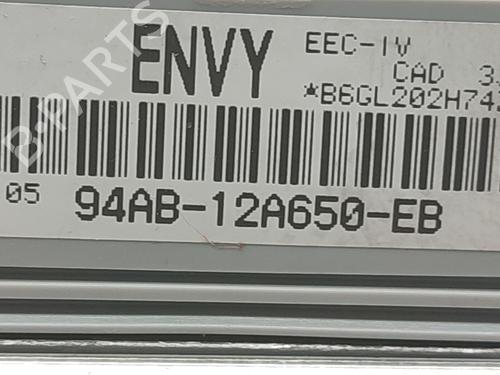 ENVY
EEC-IV
CAD 3
*B6GL202H74
05
94AB-12A650-EB
B-PARTS